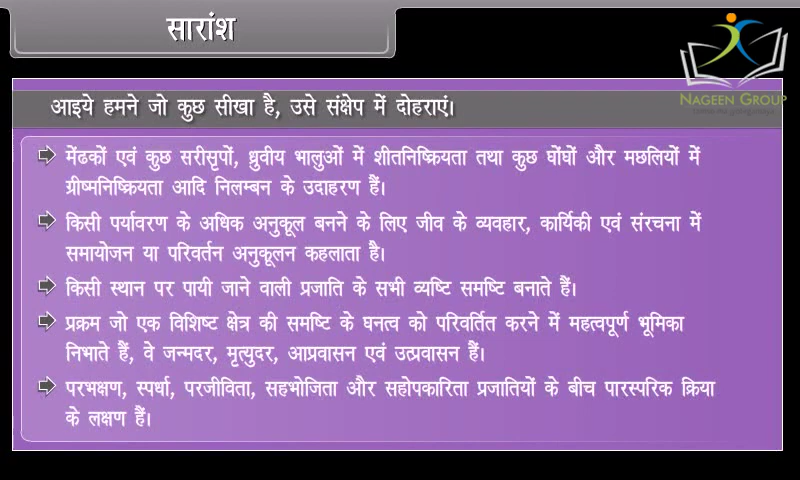 सारांश
NAGEEN GROUP
आइये हमने जो कुछ सीखा है, उसे संक्षेप में दोहराएं।
मेंढकों एवं कुछ सरीसृपों, ध्रुवीय भालुओं में शीतनिष्क्रियता तथा कुछ घोंघों और मछलियों में
ग्रीष्मनिष्क्रियता आदि निलम्बन के उदाहरण हैं।
किसी पर्यावरण के अधिक अनुकूल बनने के लिए जीव के व्यवहार, कार्यिकी एवं संरचना में
समायोजन या परिवर्तन अनुकूलन कहलाता है।
किसी स्थान पर पायी जाने वाली प्रजाति के सभी व्यष्टि समष्टि बनाते हैं।
प्रक्रम जो एक विशिष्ट क्षेत्र की समष्टि के घनत्व को परिवर्तित करने में महत्वपूर्ण भूमिका
निभाते हैं, वे जन्मदर, मृत्युदर, आप्रवासन एवं उत्प्रवासन हैं।
परभक्षण, स्पर्धा, परजीविता, सहभोजिता और सहोपकारिता प्रजातियों के बीच पारस्परिक क्रिया
के लक्षण हैं।